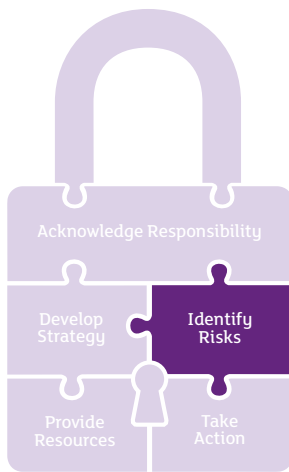 Acknowledge Responsibility
Develop
Strategy
Identify
Risks
Provide
Resources
Take
Action